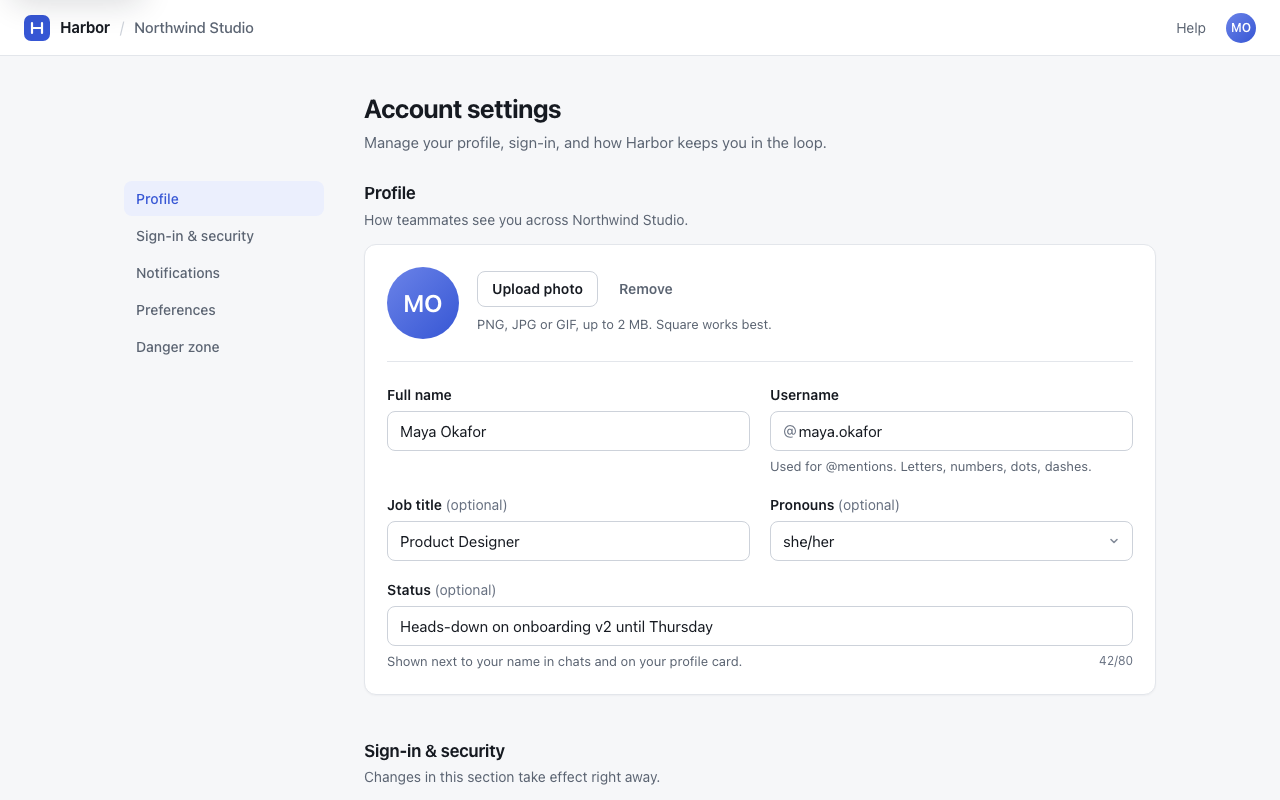 Harbor / Northwind Studio
Help
MO
Account settings
Manage your profile, sign-in, and how Harbor keeps you in the loop.
Profile
Sign-in & security
Notifications
Preferences
Danger zone
Profile
How teammates see you across Northwind Studio.
MO
Upload photo
Remove
PNG, JPG or GIF, up to 2 MB. Square works best.
Full name
Maya Okafor
Username
@maya.okafor
Used for @mentions. Letters, numbers, dots, dashes.
Job title (optional)
Product Designer
Pronouns (optional)
she/her
Status (optional)
Heads-down on onboarding v2 until Thursday
Shown next to your name in chats and on your profile card.
42/80
Sign-in & security
Changes in this section take effect right away.